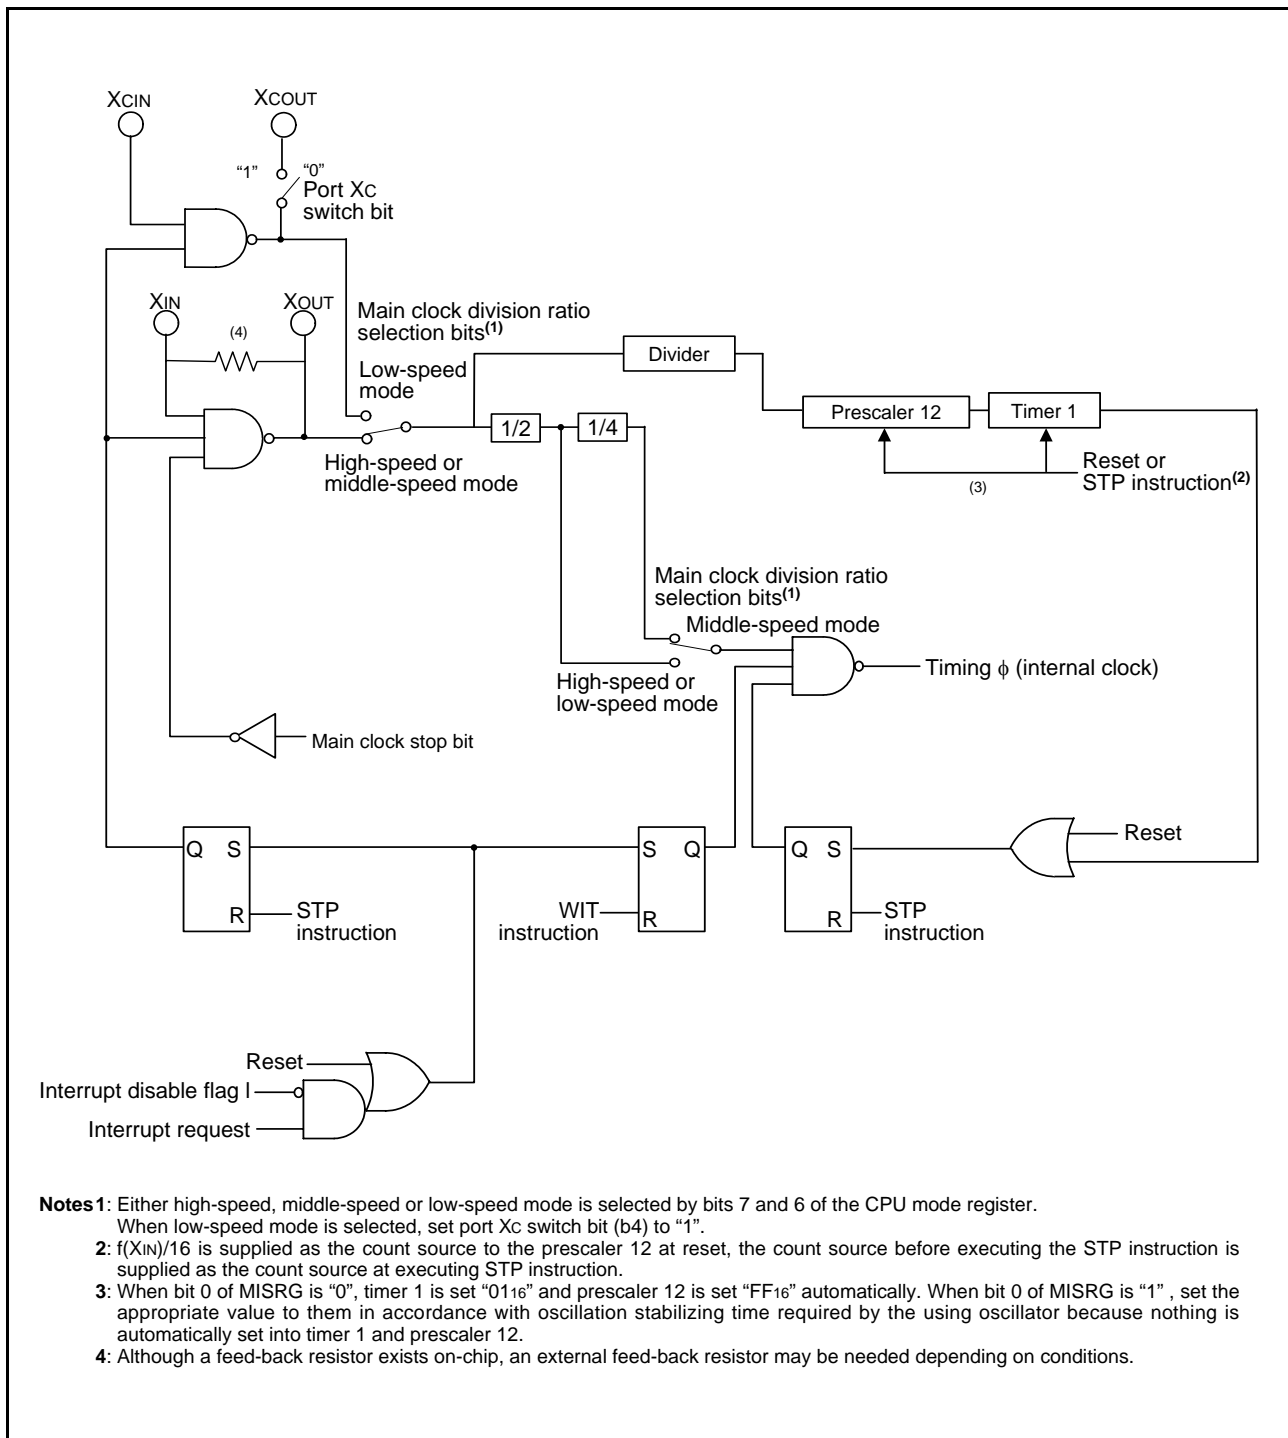 XCIN
XCOUT
“1”
“0”
Port XC
switch bit
XIN
XOUT
(4)
Main clock division ratio
selection bits(1)
Low-speed
mode
Divider
Prescaler 12
Timer 1
1/2
1/4
High-speed or
middle-speed mode
(3)
Reset or
STP instruction(2)
Main clock division ratio
selection bits(1)
Middle-speed mode
Timing ϕ (internal clock)
High-speed or
low-speed mode
Main clock stop bit
Reset
Q S
S Q
Q S
R
STP
instruction
WIT
instruction
R
R
STP
instruction
Reset
Interrupt disable flag I
Interrupt request
Notes1: Either high-speed, middle-speed or low-speed mode is selected by bits 7 and 6 of the CPU mode register.
When low-speed mode is selected, set port XC switch bit (b4) to “1”.
2: f(XIN)/16 is supplied as the count source to the prescaler 12 at reset, the count source before executing the STP instruction is
supplied as the count source at executing STP instruction.
3: When bit 0 of MISRG is “0”, timer 1 is set “0116” and prescaler 12 is set “FF16” automatically. When bit 0 of MISRG is “1” , set the
appropriate value to them in accordance with oscillation stabilizing time required by the using oscillator because nothing is
automatically set into timer 1 and prescaler 12.
4: Although a feed-back resistor exists on-chip, an external feed-back resistor may be needed depending on conditions.